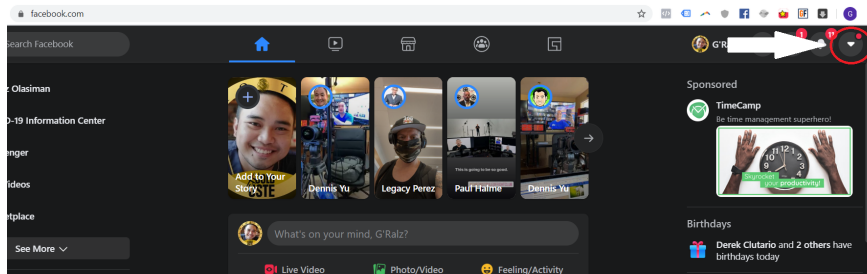 facebook.com
G
Search Facebook
G'R
1
Olasiman
D-19 Information Center
enger
ideos
etplace
See More
Add to Your
Story
Dennis Yu
Legacy Perez
This is going to be so good.
Paul Halme
Dennis Yu
What's on your mind, G'Ralz?
Live Video
Photo/Video
Feeling/Activity
Sponsored
TimeCamp
Be time management superhero!
Skyrocket
your productivity!
Birthdays
Derek Clutario and 2 others have
birthdays today